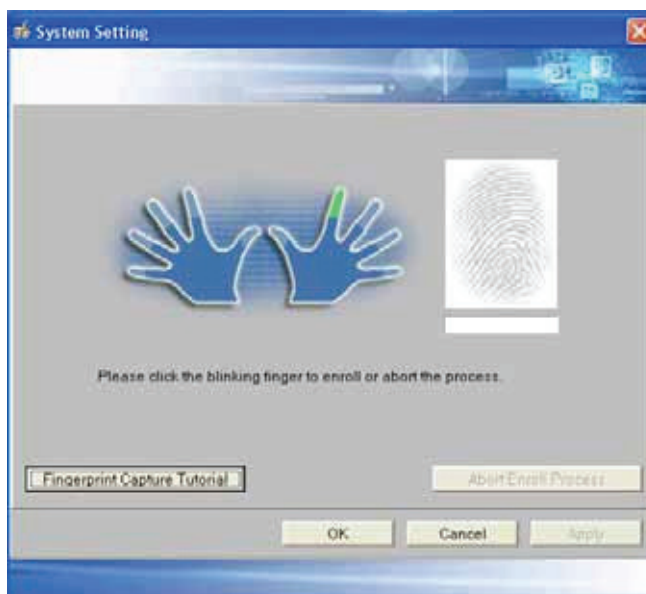 System Setting
Please click the blinking finger to enroll or abort the process.
Fingerprint Capture Tutorial
Abort Enroll Process
OK
Cancel
Apply